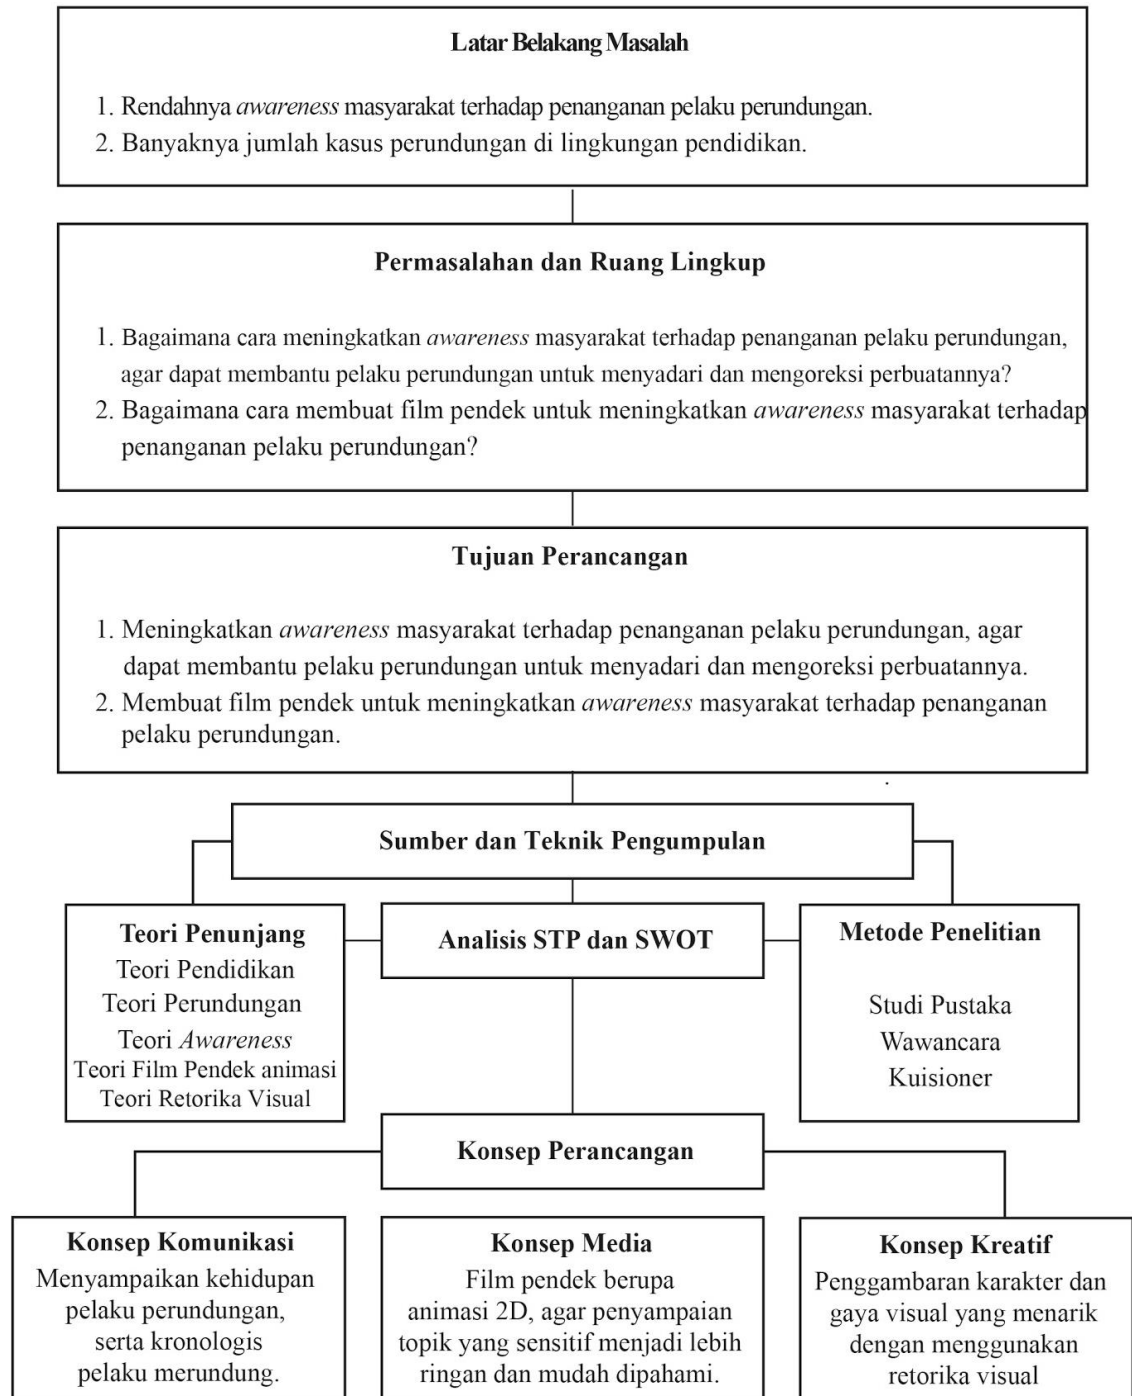 Latar Belakang Masalah
1. Rendahnya awareness masyarakat terhadap penanganan pelaku perundungan.
2. Banyaknya jumlah kasus perundungan di lingkungan pendidikan.
Permasalahan dan Ruang Lingkup
1. Bagaimana cara meningkatkan awareness masyarakat terhadap penanganan pelaku perundungan,
agar dapat membantu pelaku perundungan untuk menyadari dan mengoreksi perbuatannya?
2. Bagaimana cara membuat film pendek untuk meningkatkan awareness masyarakat terhadap
penanganan pelaku perundungan?
Tujuan Perancangan
1. Meningkatkan awareness masyarakat terhadap penanganan pelaku perundungan, agar
dapat membantu pelaku perundungan untuk menyadari dan mengoreksi perbuatannya.
2. Membuat film pendek untuk meningkatkan awareness masyarakat terhadap penanganan
pelaku perundungan.
Sumber dan Teknik Pengumpulan
Teori Penunjang
Teori Pendidikan
Teori Perundungan
Teori Awareness
Teori Film Pendek animasi
Teori Retorika Visual
Analisis STP dan SWOT
Metode Penelitian
Studi Pustaka
Wawancara
Kuisioner
Konsep Perancangan
Konsep Komunikasi
Menyampaikan kehidupan
pelaku perundungan,
serta kronologis
pelaku merundung.
Konsep Media
Film pendek berupa
animasi 2D, agar penyampaian
topik yang sensitif menjadi lebih
ringan dan mudah dipahami.
Konsep Kreatif
Penggambaran karakter dan
gaya visual yang menarik
dengan menggunakan
retorika visual